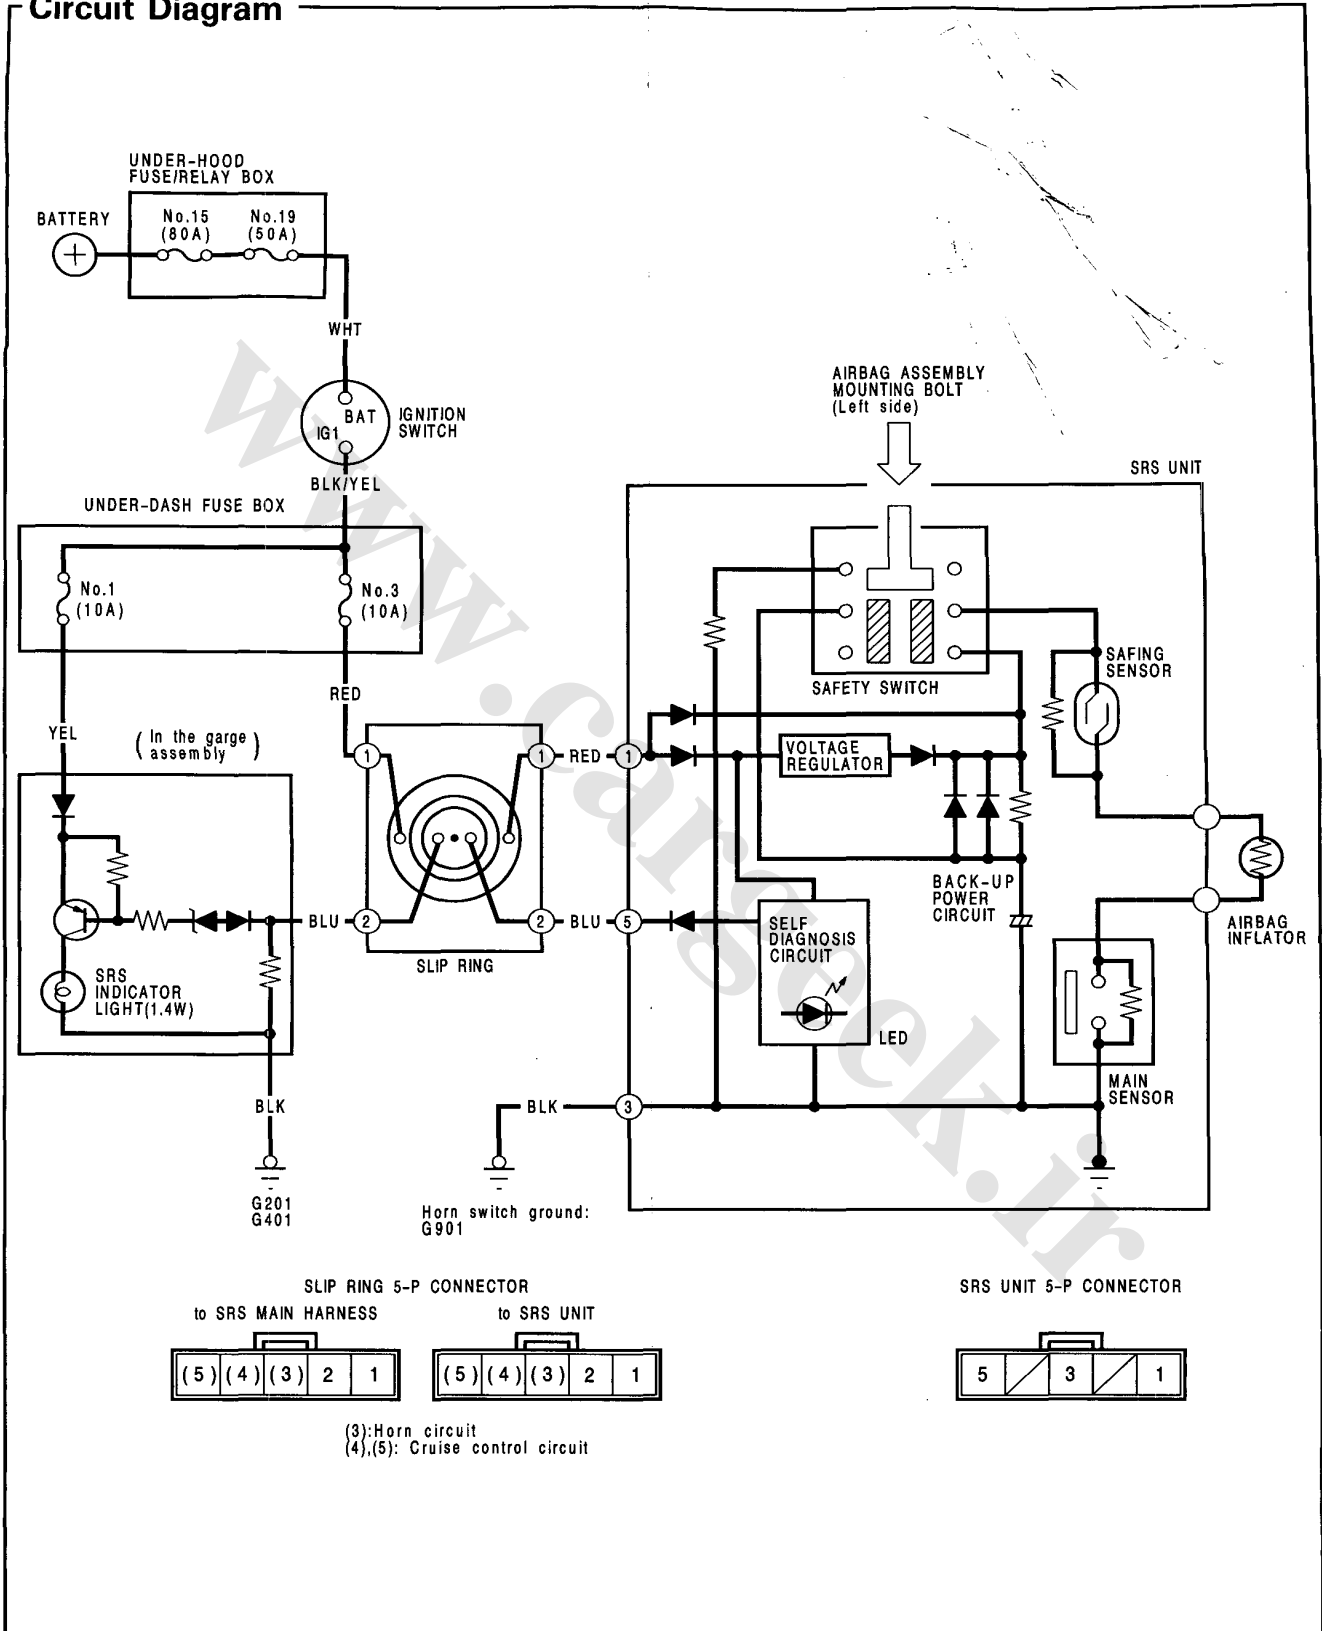 Circuit Diagram
UNDER-HOOD
FUSE/RELAY BOX
BATTERY
No.15
(80A)
No.19
(50A)
WHT
BAT
IG1
IGNITION
SWITCH
BLK/YEL
UNDER-DASH FUSE BOX
No.1
(10A)
No.3
(10A)
YEL
RED
(In the garge
assembly)
1
1
RED
1
2
BLU
2
BLU
5
SLIP RING
SRS
INDICATOR
LIGHT(1.4W)
BLK
G201
G401
AIRBAG ASSEMBLY
MOUNTING BOLT
(Left side)
SRS UNIT
SAFETY SWITCH
SAFING
SENSOR
VOLTAGE
REGULATOR
BACK-UP
POWER
CIRCUIT
SELF
DIAGNOSIS
CIRCUIT
LED
AIRBAG
INFLATOR
MAIN
SENSOR
BLK
3
Horn switch ground:
G901
SLIP RING 5-P CONNECTOR
to SRS MAIN HARNESS
to SRS UNIT
SRS UNIT 5-P CONNECTOR
(5) (4) (3) 2 1
(5) (4) (3) 2 1
5 3 1
(3):Horn circuit
(4),(5): Cruise control circuit
www.cargeek.ir